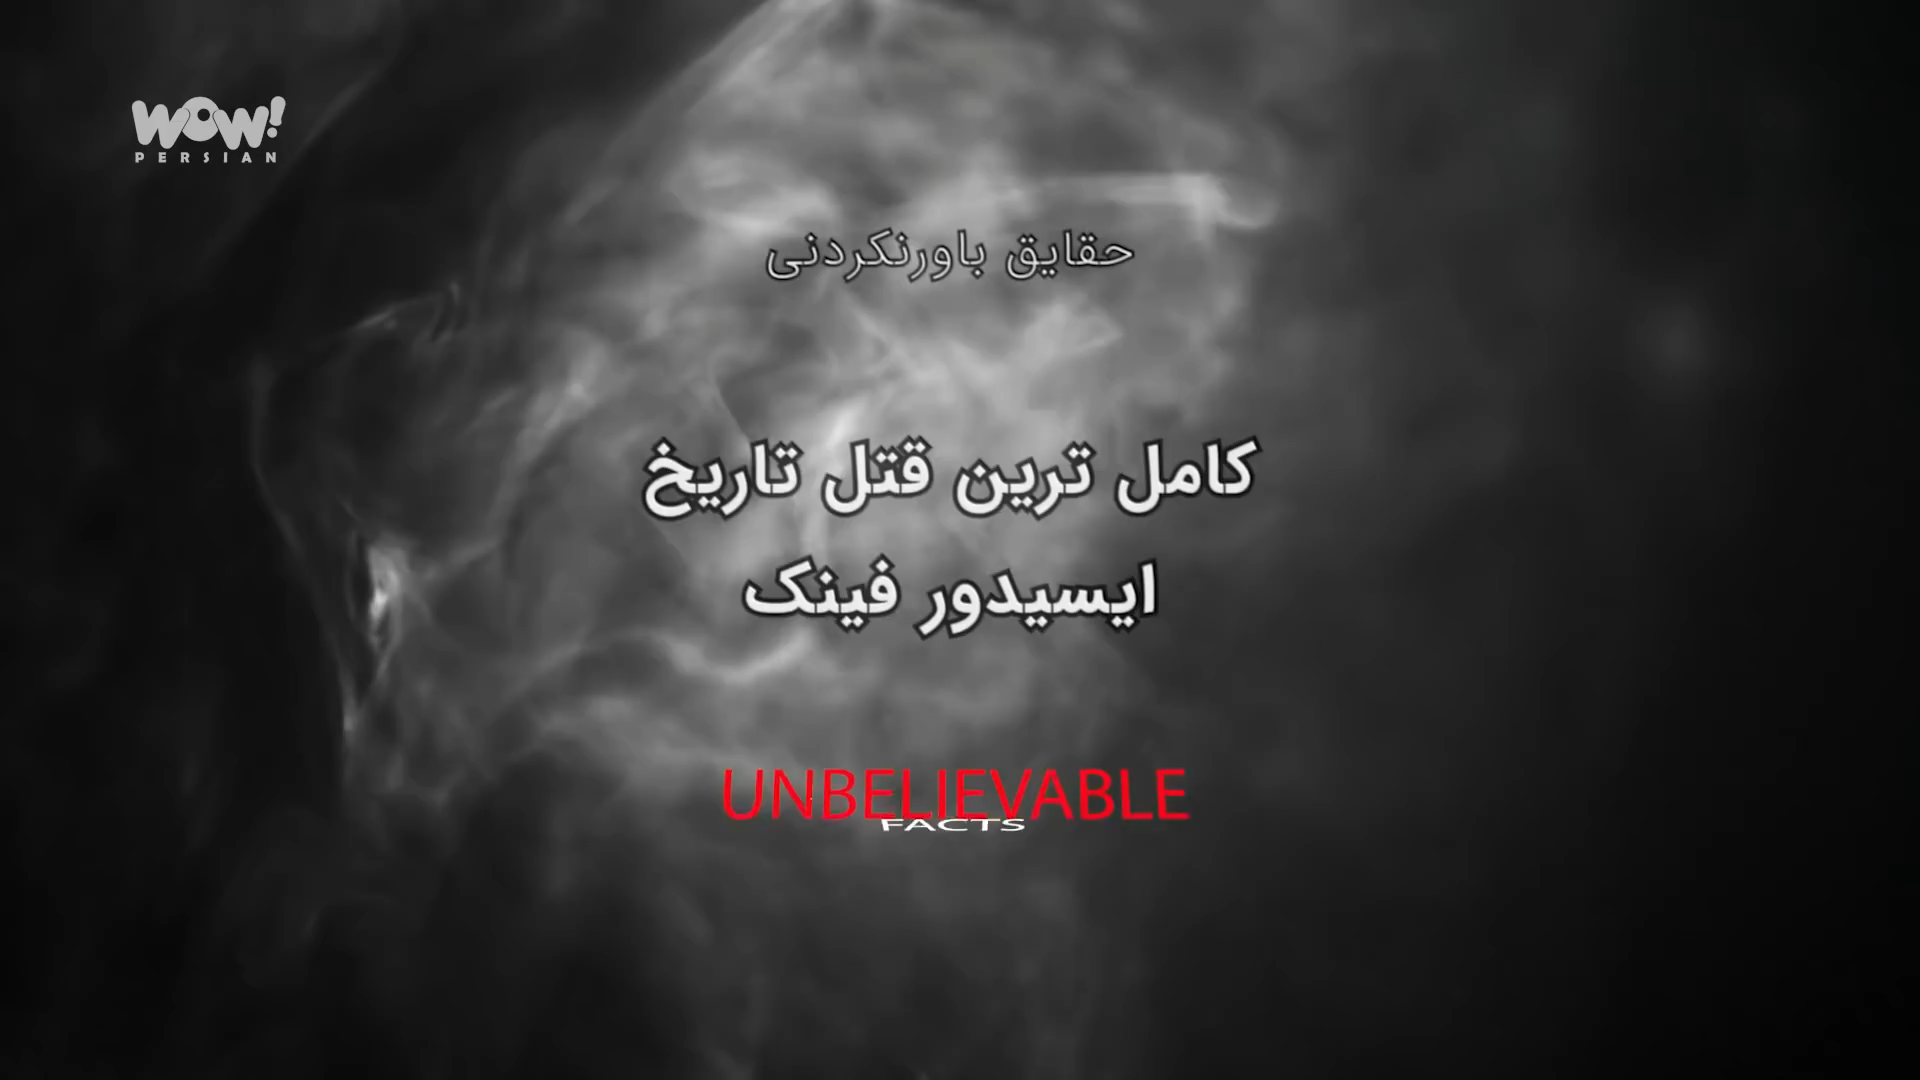 WOW!
PERSIAN
حقایق باورنکردنی
کامل ترین قتل تاریخ
ایسیدور فینک
UNBELIEVABLE
FACTS